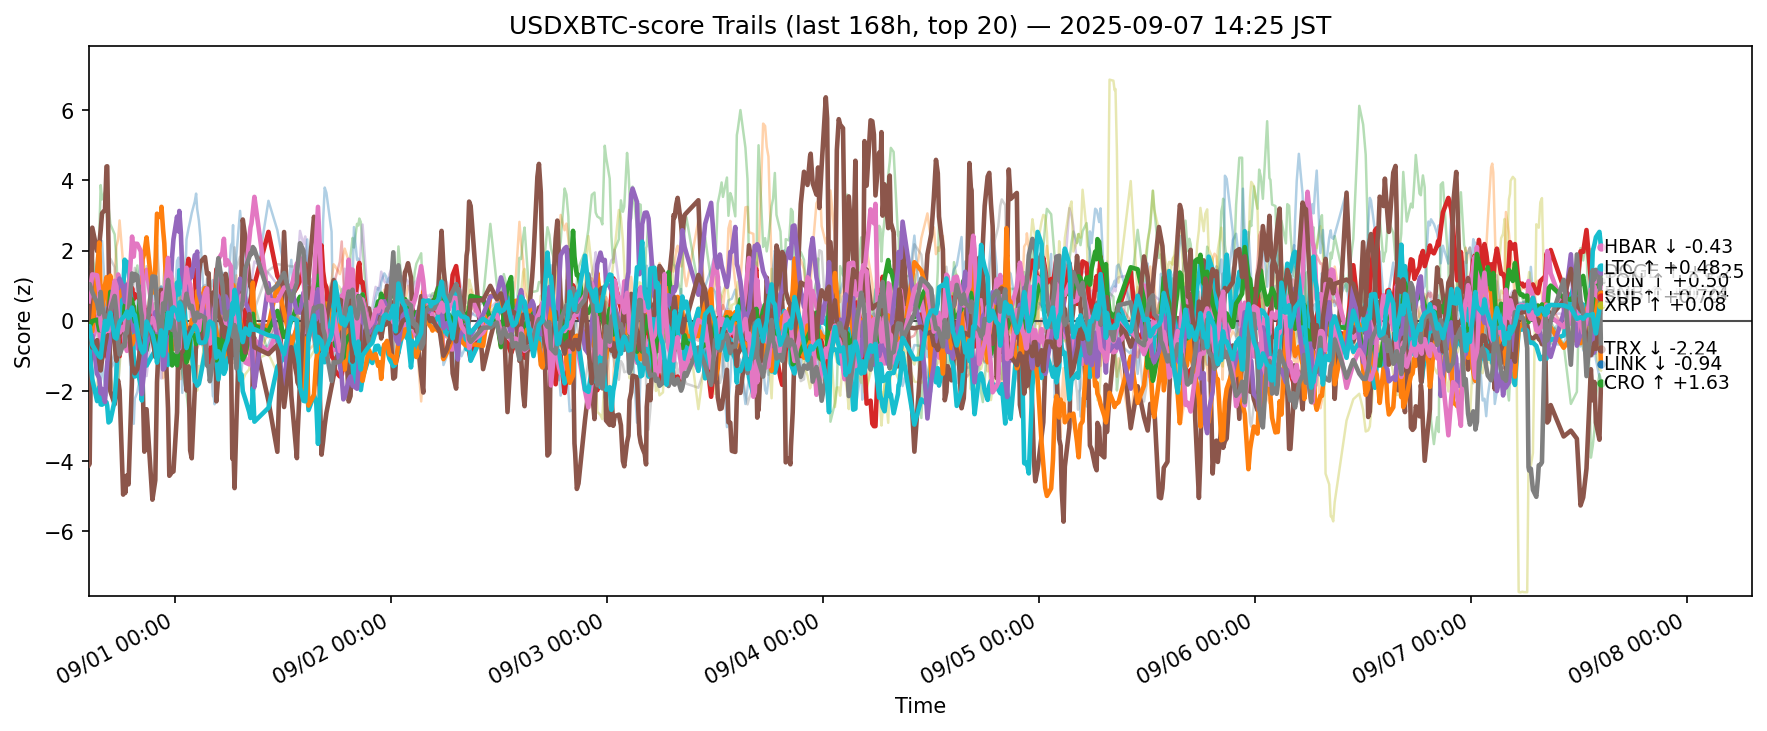 USDXBTC-score Trails (last 168h, top 20) — 2025-09-07 14:25 JST
Score (z)
6
4
2
0
−2
−4
−6
HBAR ↓ -0.43
LTC ↑ +0.48
25
TON ↑ +0.50
XRP ↑ +0.08
TRX ↓ -2.24
LINK ↓ -0.94
CRO ↑ +1.63
09/01 00:00
09/02 00:00
09/03 00:00
09/04 00:00
09/05 00:00
09/06 00:00
09/07 00:00
09/08 00:00
Time